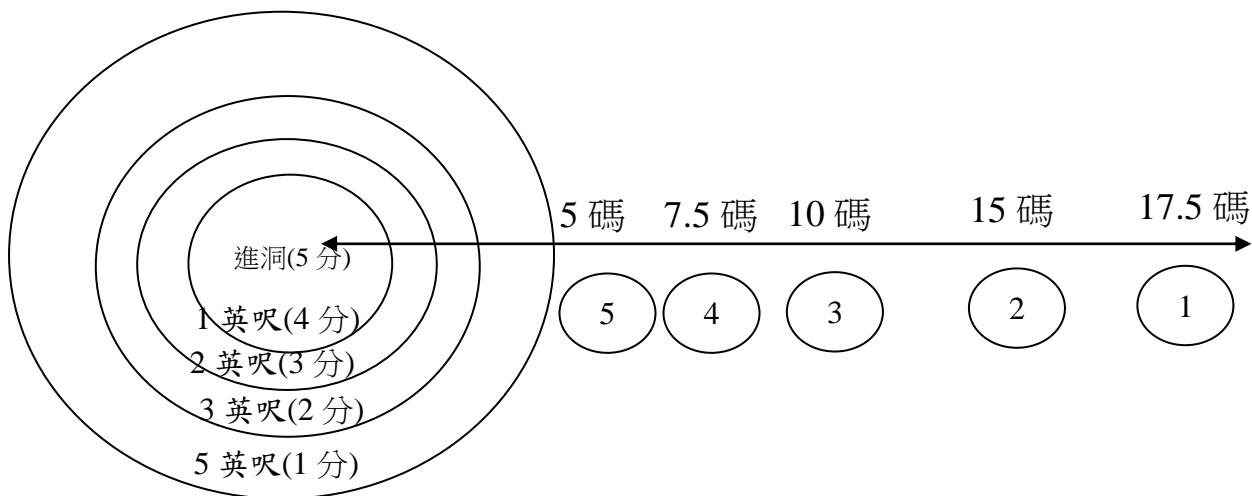 5 碼 7.5 碼 10 碼 15 碼 17.5 碼
進洞(5 分)
5 4 3 2 1
1 英呎(4 分)
2 英呎(3 分)
3 英呎(2 分)
5 英呎(1 分)